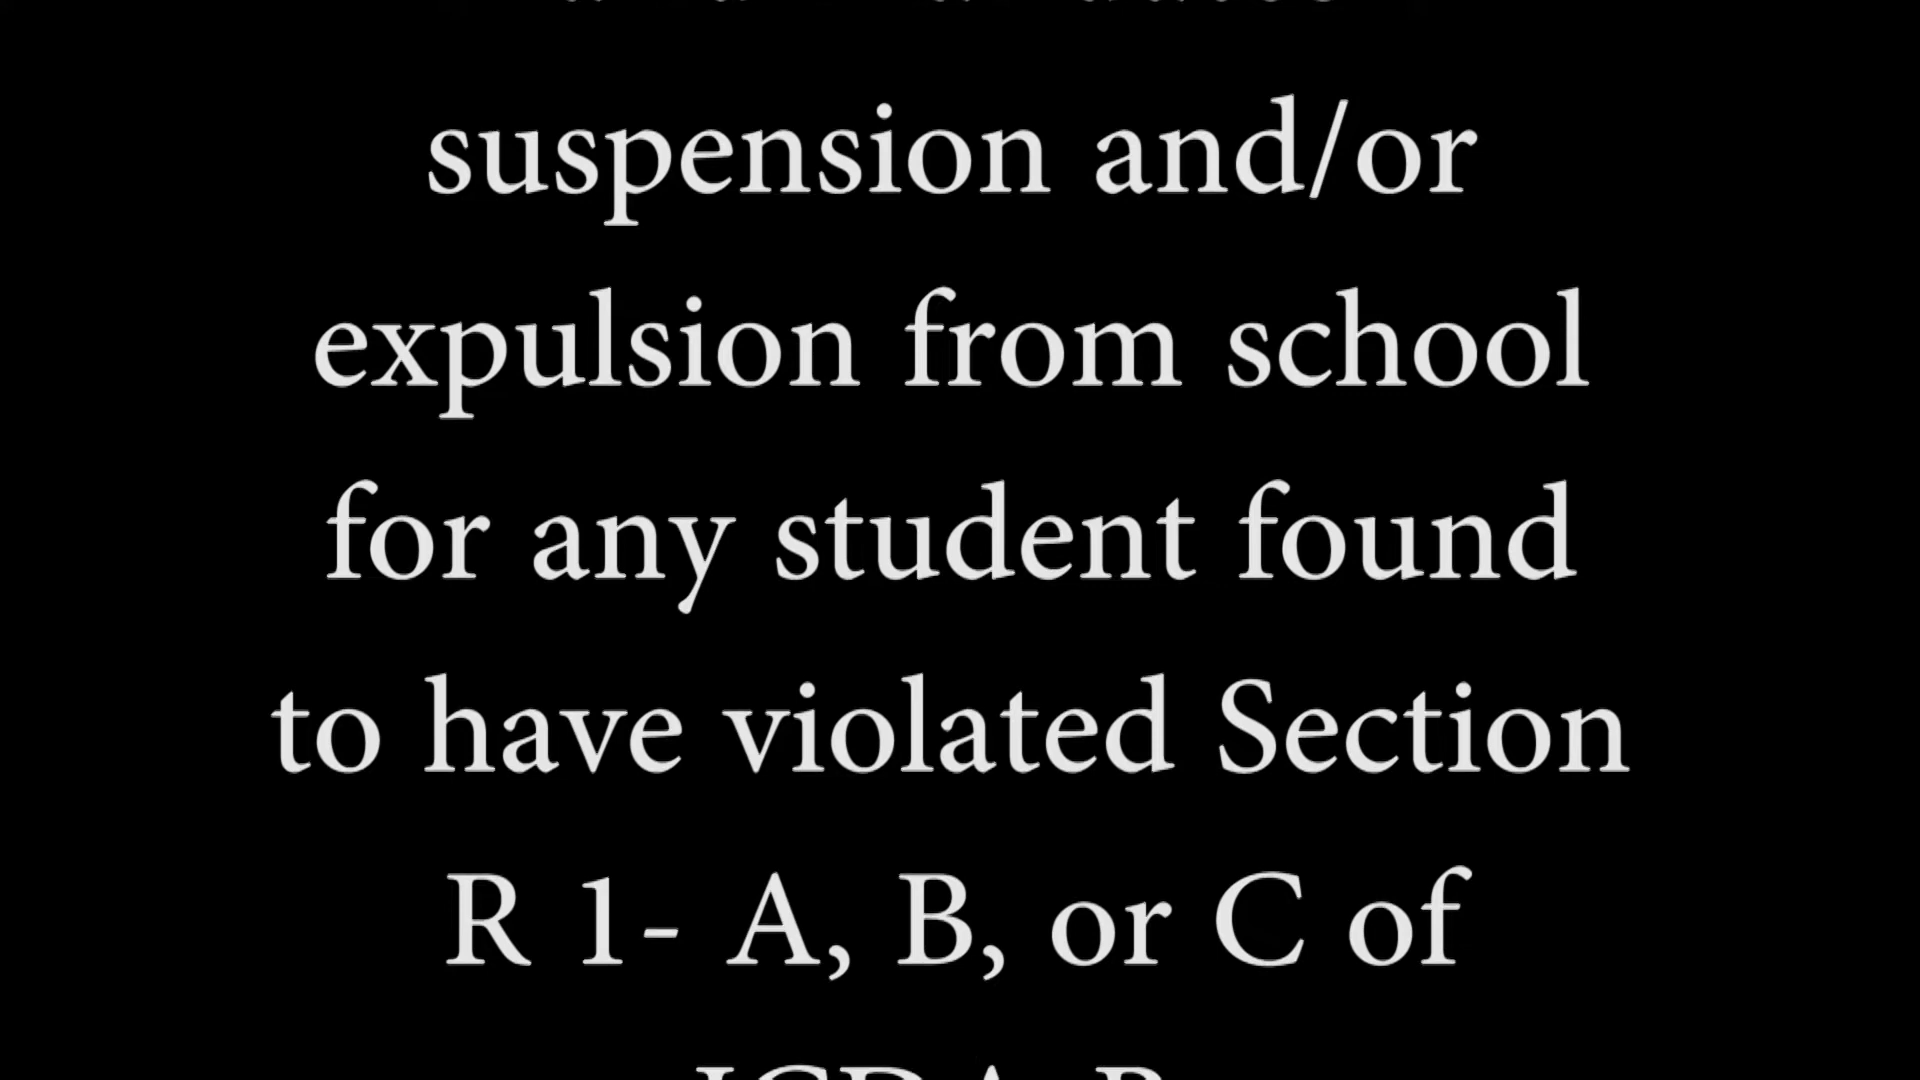 suspension and/or
expulsion from school
for any student found
to have violated Section
R 1- A, B, or C of